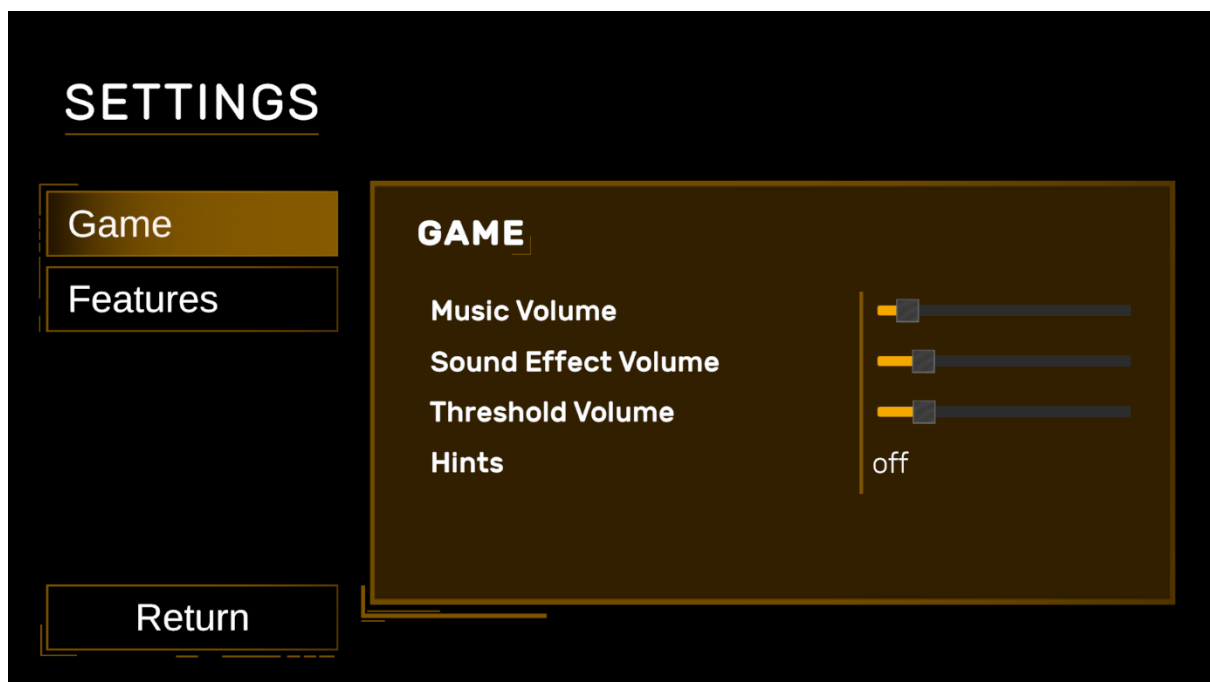 SETTINGS
Game
Features
Return
GAME
Music Volume
Sound Effect Volume
Threshold Volume
Hints off